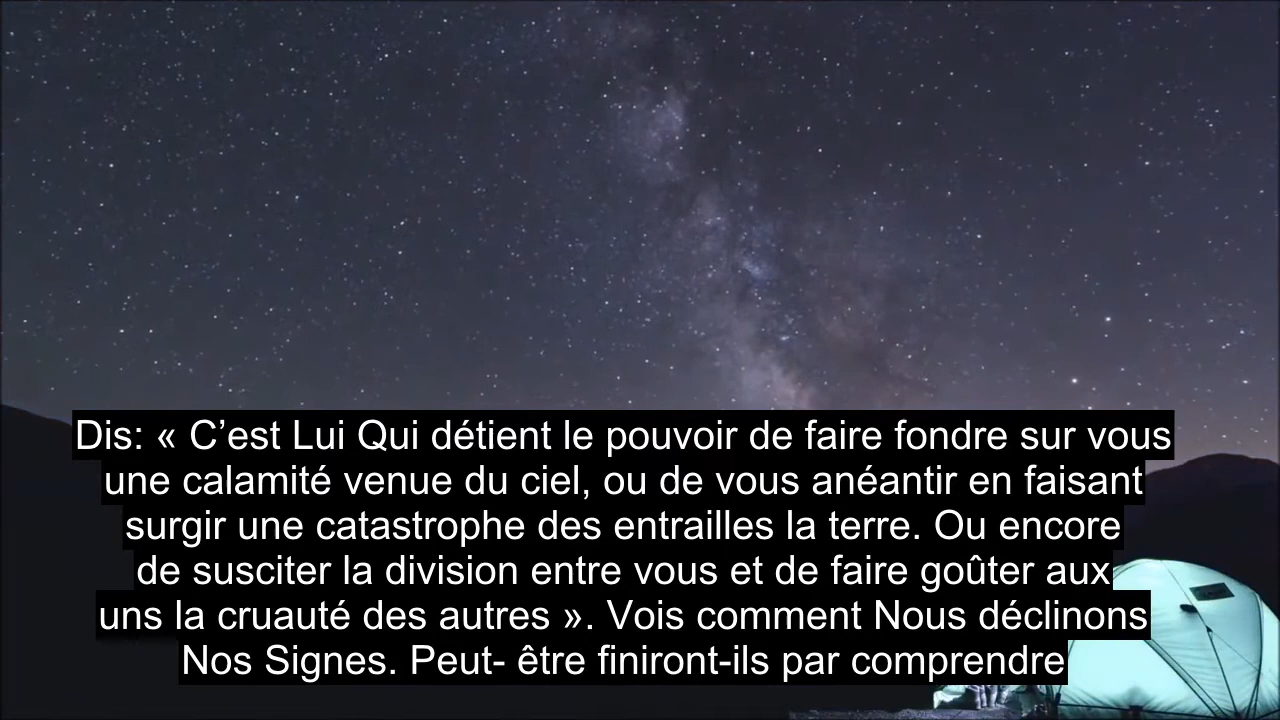 Dis: « C’est Lui Qui détient le pouvoir de faire fondre sur vous
une calamité venue du ciel, ou de vous anéantir en faisant
surgir une catastrophe des entrailles la terre. Ou encore
de susciter la division entre vous et de faire goûter aux
uns la cruauté des autres ». Vois comment Nous déclinons
Nos Signes. Peut- être finiront-ils par comprendre